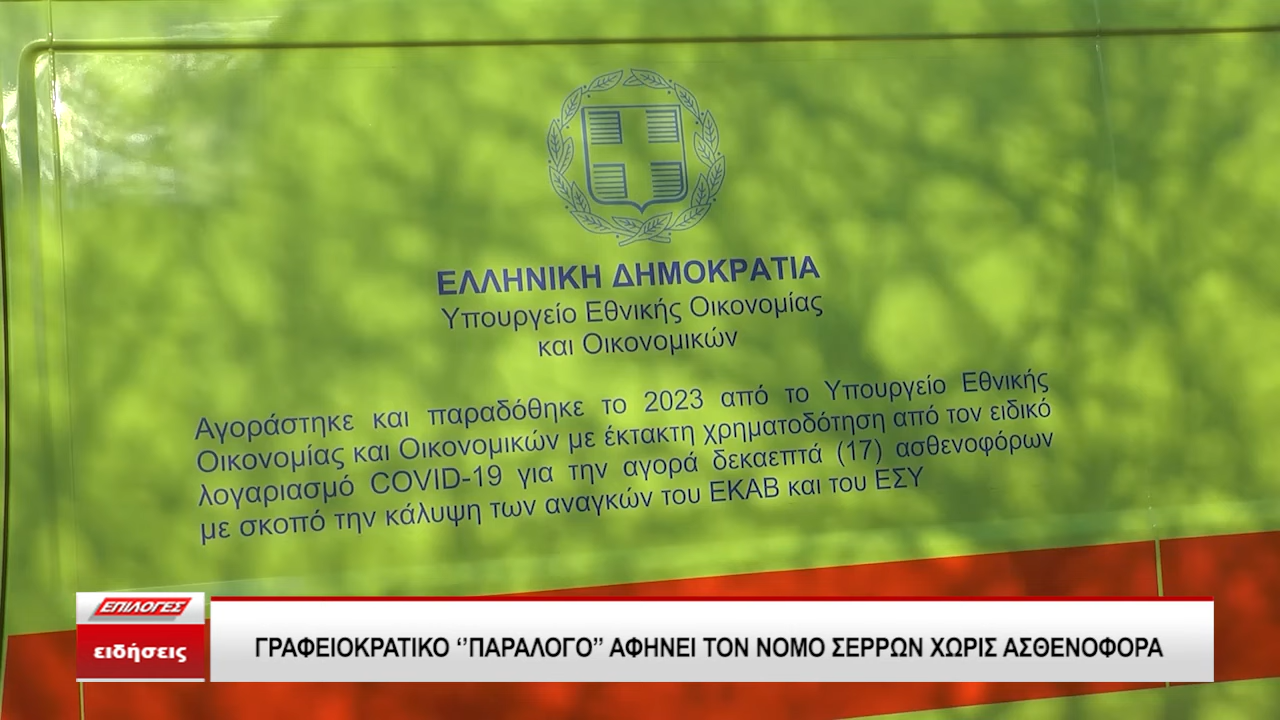 ΕΛΛΗΝΙΚΗ ΔΗΜΟΚΡΑΤΙΑ
Υπουργείο Εθνικής Οικονομίας
και Οικονομικών
Αγοράστηκε και παραδόθηκε το 2023 από το Υπουργείο Εθνικής
Οικονομίας και Οικονομικών με έκτακτη χρηματοδότηση από τον ειδικό
λογαριασμό COVID-19 για την αγορά δεκαεπτά (17) ασθενοφόρων
με σκοπό την κάλυψη των αναγκών του ΕΚΑΒ και του ΕΣΥ
ΕΠΙΛΟΓΕΣ
ειδήσεις
ΓΡΑΦΕΙΟΚΡΑΤΙΚΟ ‘’ΠΑΡΑΛΟΓΟ’’ ΑΦΗΝΕΙ ΤΟΝ ΝΟΜΟ ΣΕΡΡΩΝ ΧΩΡΙΣ ΑΣΘΕΝΟΦΟΡΑ